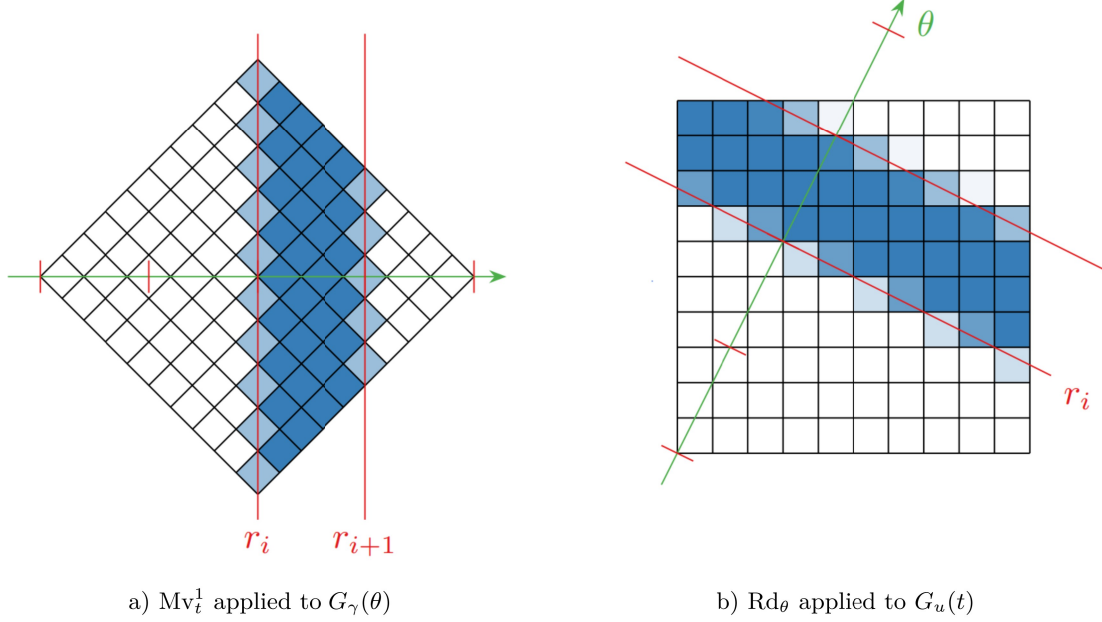 θ
r_i
r_i r_{i+1}
a) Mv_t^1 applied to G_γ(θ) b) Rd_θ applied to G_u(t)